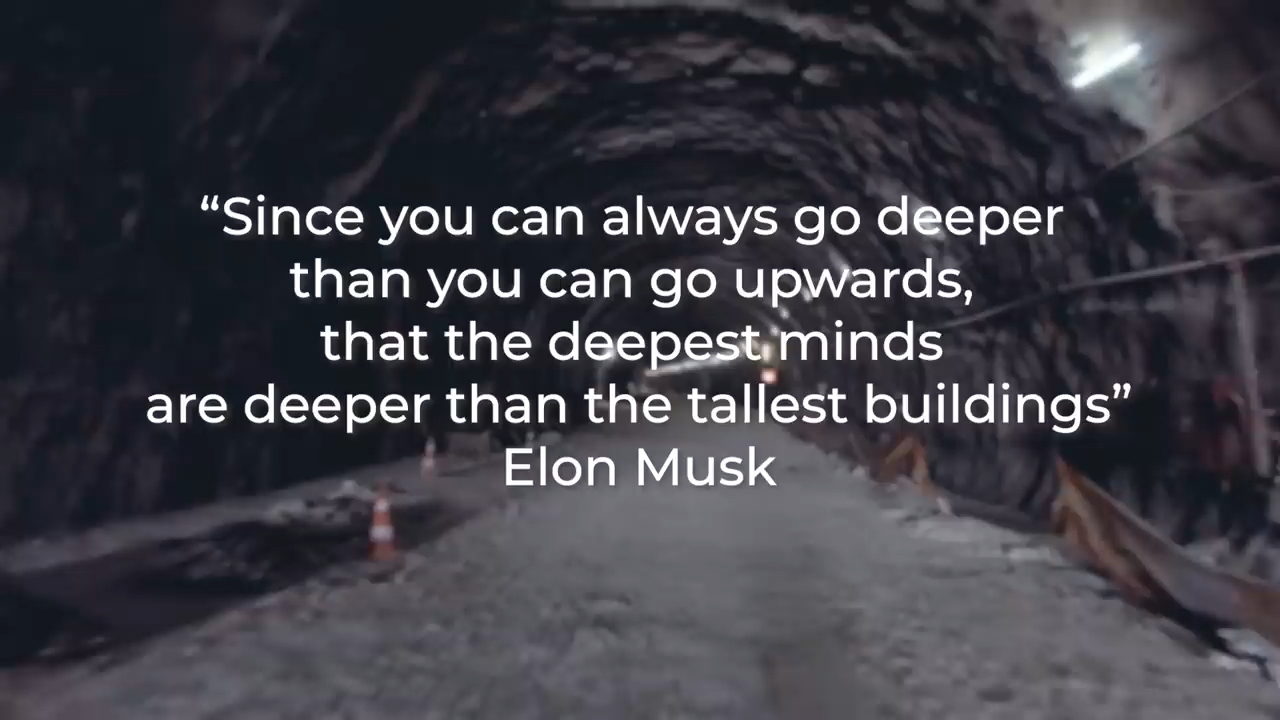 “Since you can always go deeper
than you can go upwards,
that the deepest minds
are deeper than the tallest buildings”
Elon Musk